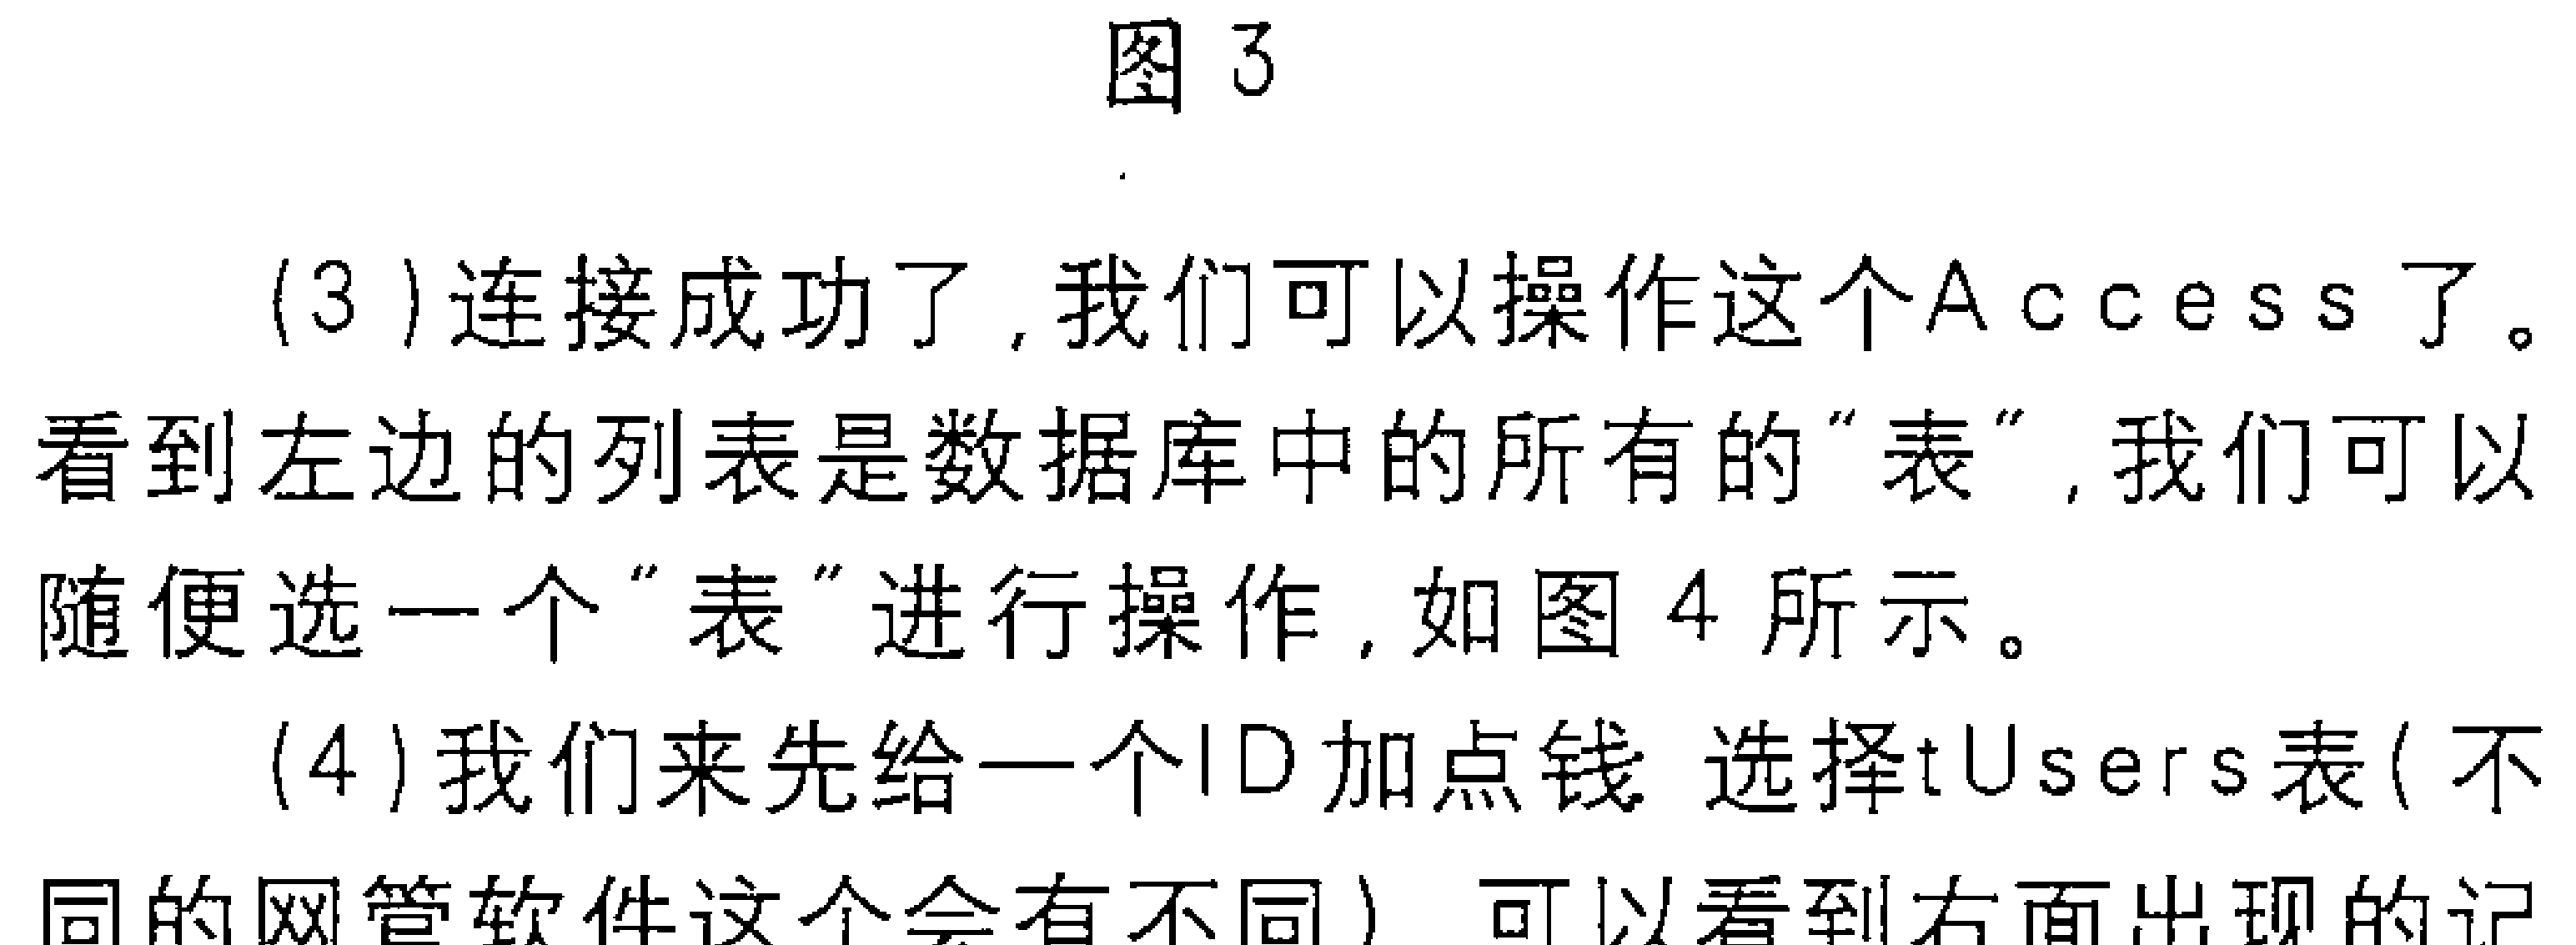 图 3
(3)连接成功了,我们可以操作这个Access了。
看到左边的列表是数据库中的所有的“表”,我们可以
随便选一个“表”进行操作,如图 4 所示。
(4)我们来先给一个ID加点钱 选择tUsers表(不
同的网管软件这个会有不同) 可以看到右面出现的记